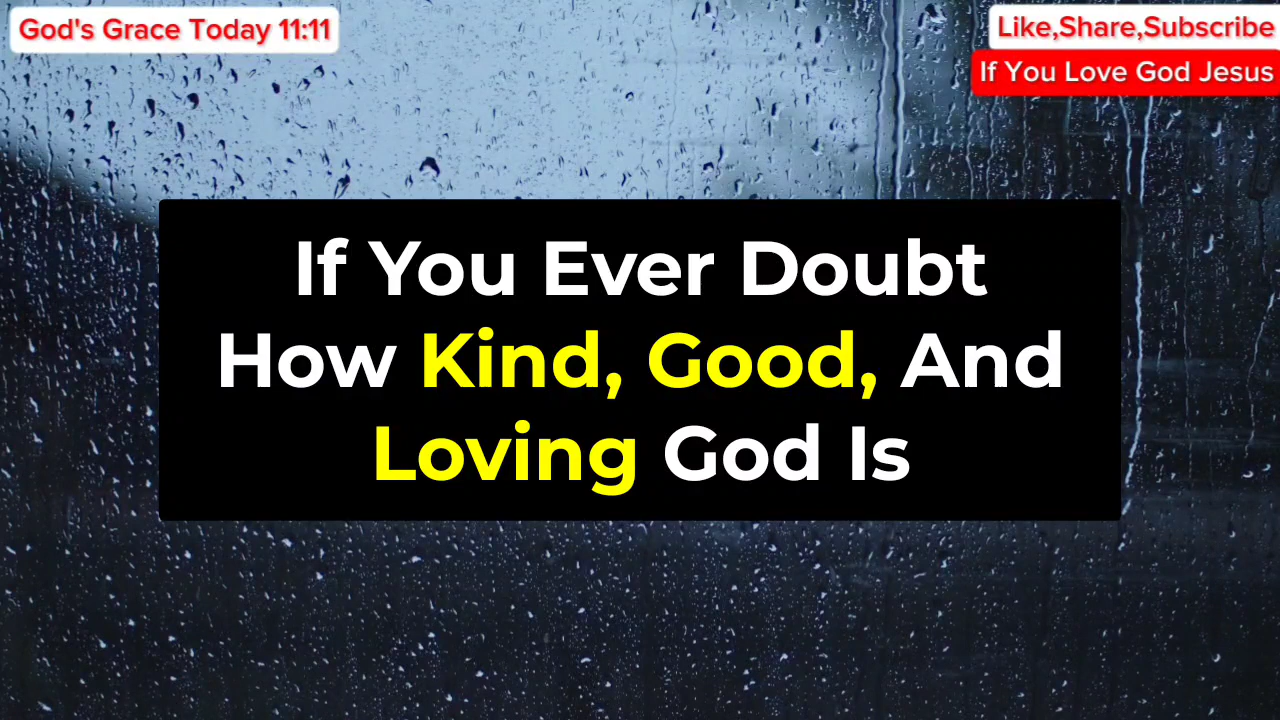 God's Grace Today 11:11
Like,Share,Subscribe
If You Love God Jesus
If You Ever Doubt
How Kind, Good, And
Loving God Is